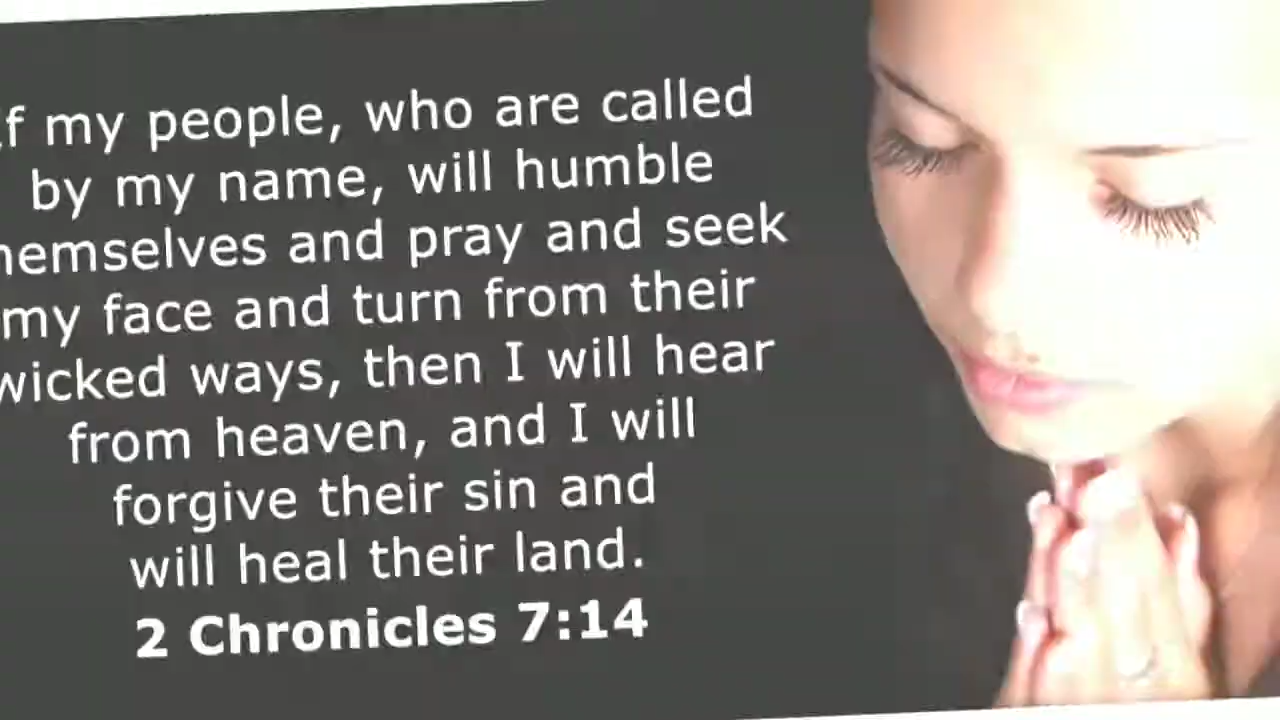 If my people, who are called
by my name, will humble
hemselves and pray and seek
my face and turn from their
wicked ways, then I will hear
from heaven, and I will
forgive their sin and
will heal their land.
2 Chronicles 7:14